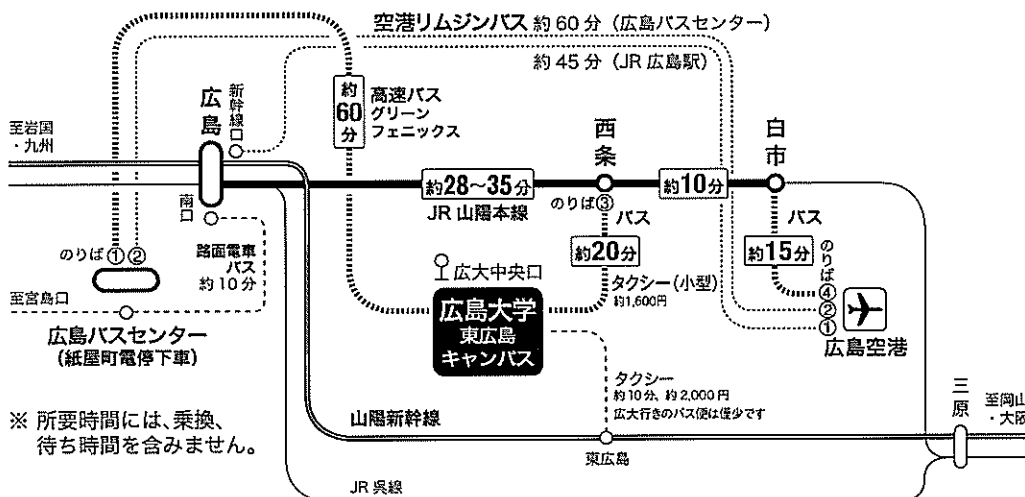 空港リムジンバス 約60分（広島バスセンター）
約45分（JR広島駅）
至岩国
・九州
広島
新幹線口
南口
約
60
分
高速バス
グリーン
フェニックス
西条
白市
約28～35分
JR山陽本線
約10分
のりば③
バス
約20分
タクシー（小型）
約1,600円
バス
約15分
のりば④
②
①
広島空港
のりば① ②
路面電車
バス
約10分
至宮島口
広島バスセンター
（紙屋町電停下車）
広大中央口
広島大学
東広島
キャンパス
タクシー
約10分、約2,000円
広大行きのバス便は僅少です
※ 所要時間には、乗換、
待ち時間を含みません。
山陽新幹線
東広島
三原
至岡山
・大阪
JR呉線